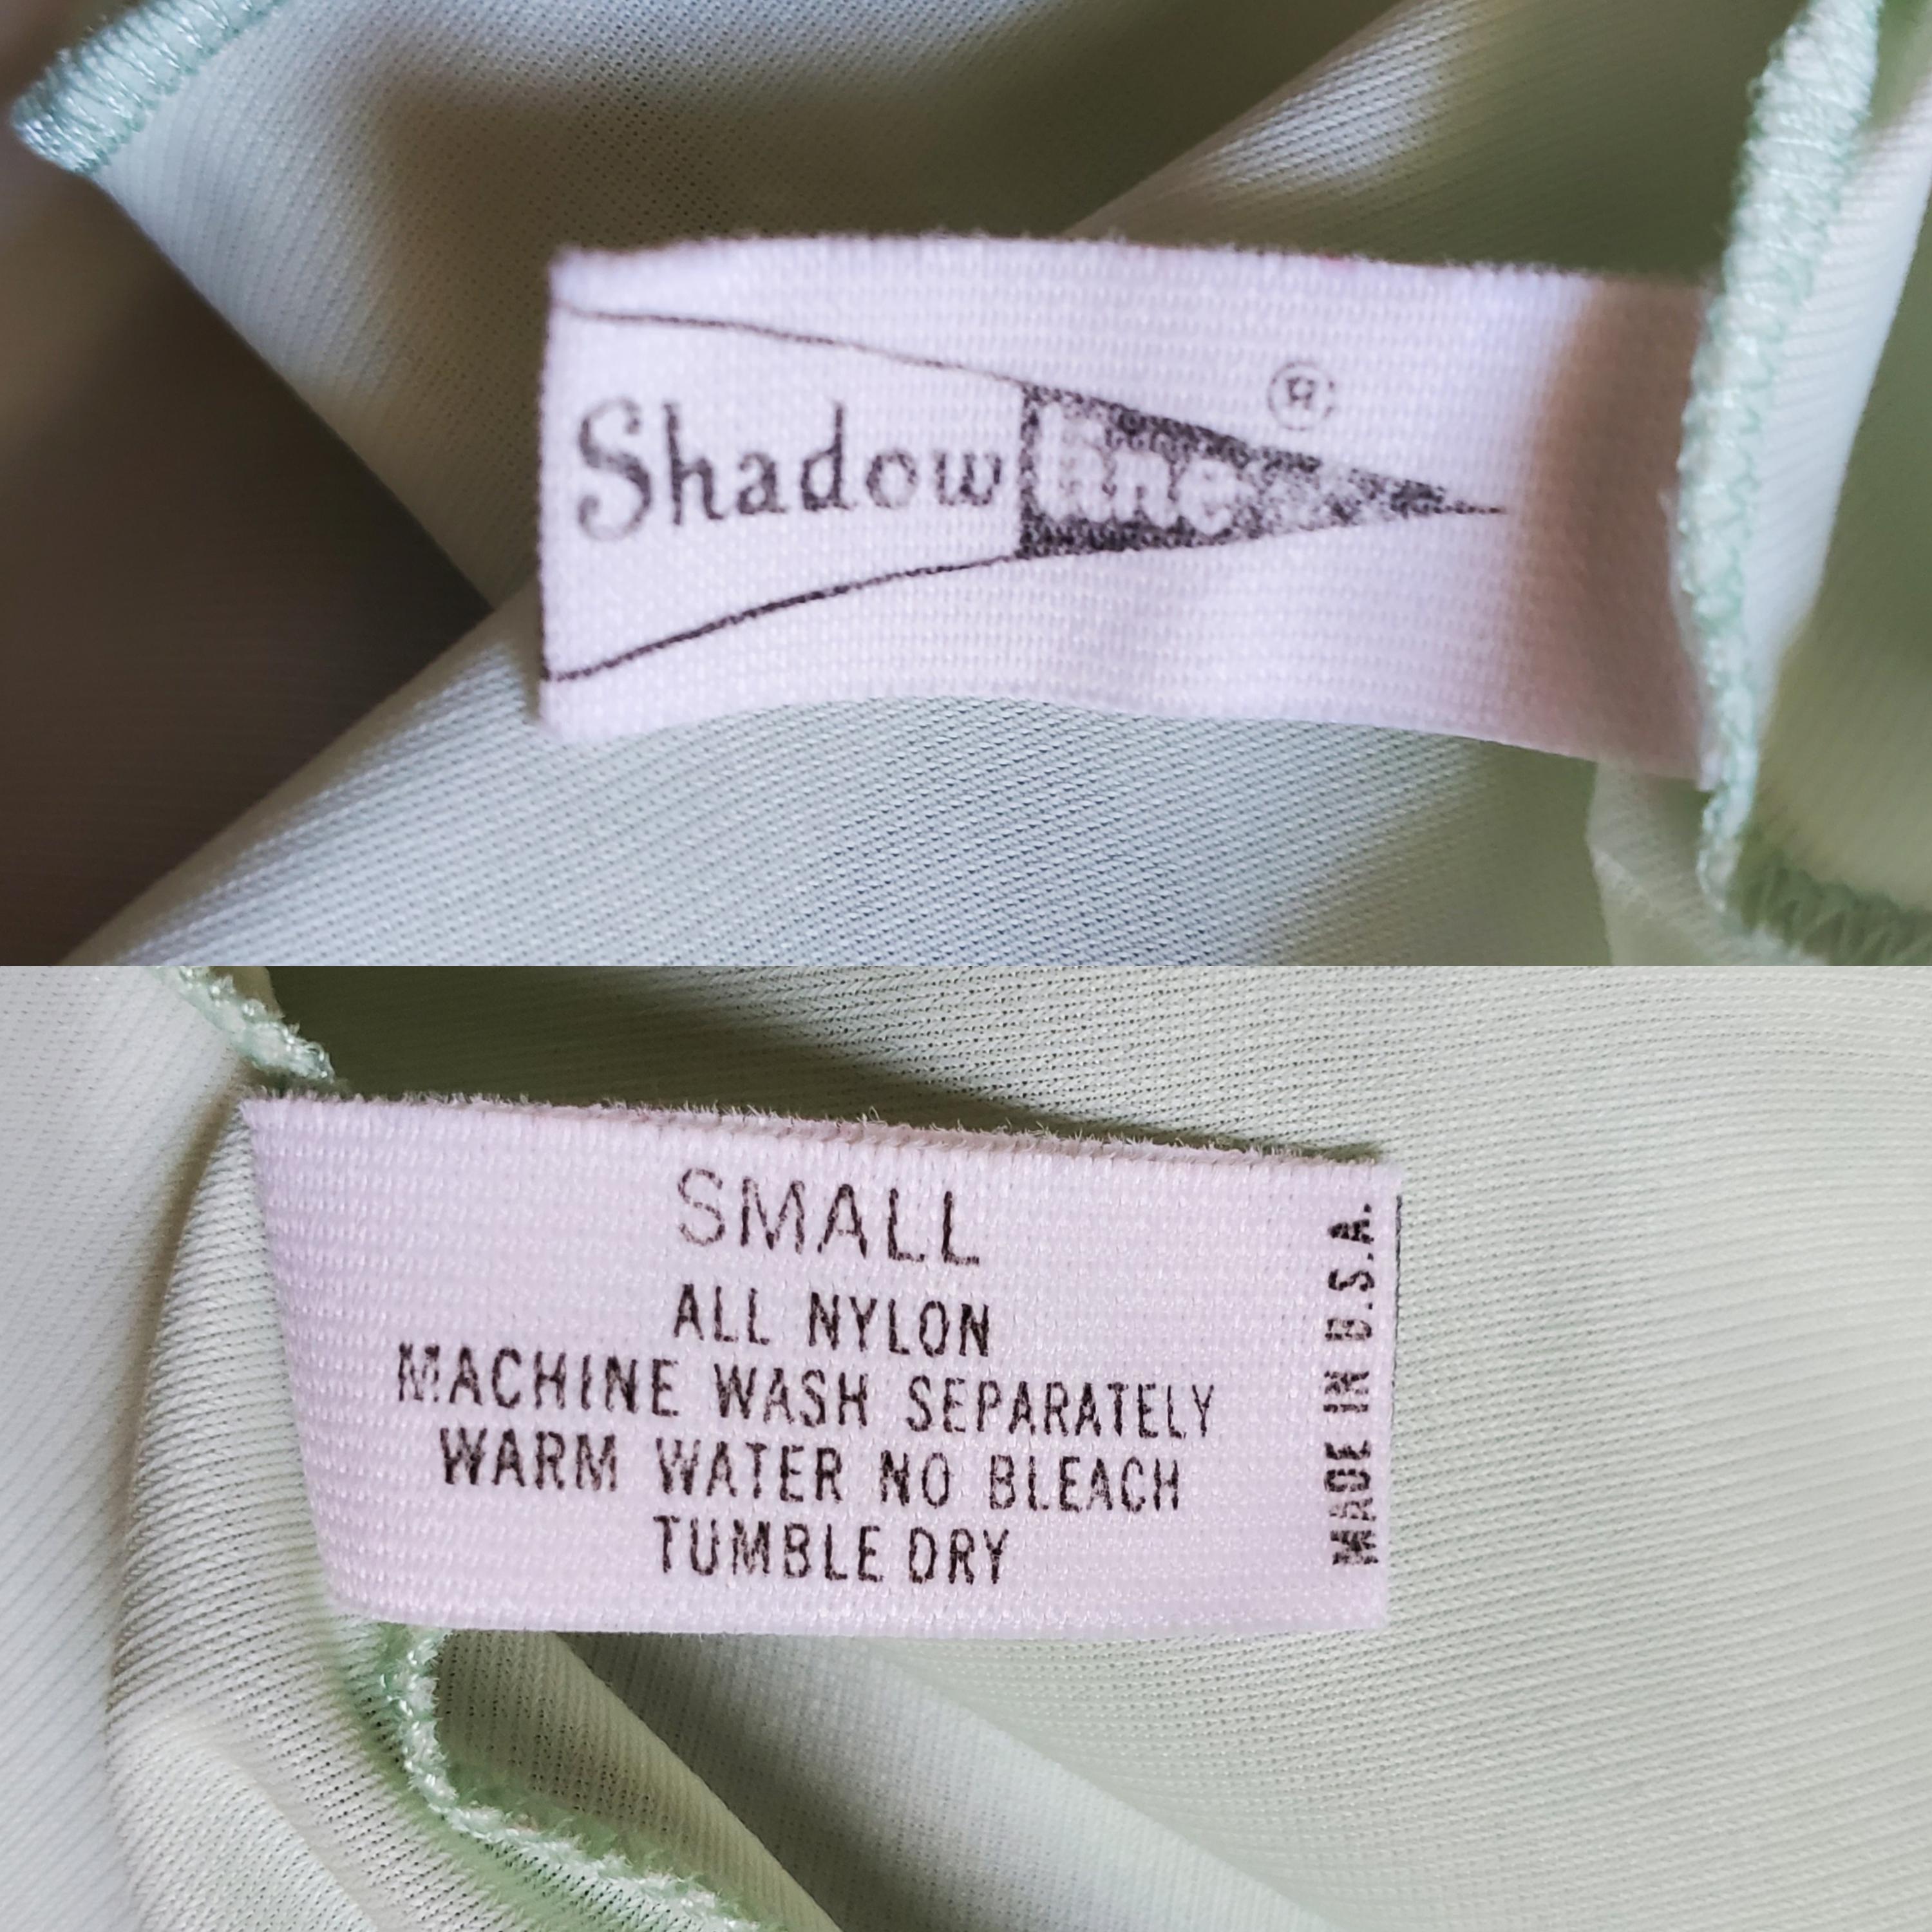 Shadowline®
SMALL
ALL NYLON
MACHINE WASH SEPARATELY
WARM WATER NO BLEACH
TUMBLE DRY
MADE IN U.S.A.